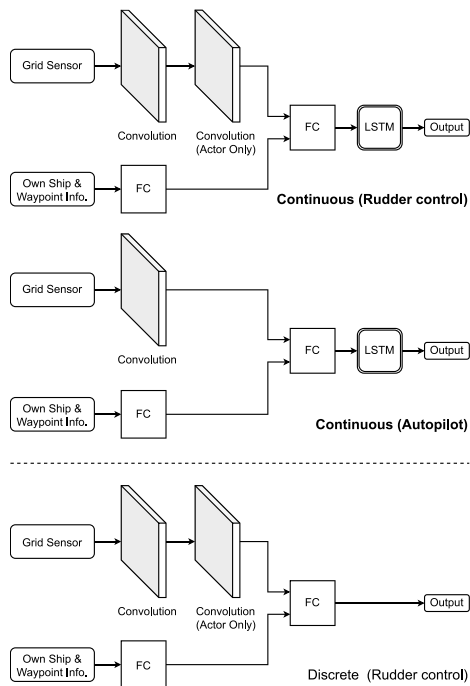 Grid Sensor
Convolution
Convolution
(Actor Only)
FC
LSTM
Output
Own Ship &
Waypoint Info.
FC
Continuous (Rudder control)
Grid Sensor
Convolution
FC
LSTM
Output
Own Ship &
Waypoint Info.
FC
Continuous (Autopilot)
Grid Sensor
Convolution
Convolution
(Actor Only)
FC
Output
Own Ship &
Waypoint Info.
FC
Discrete (Rudder control)